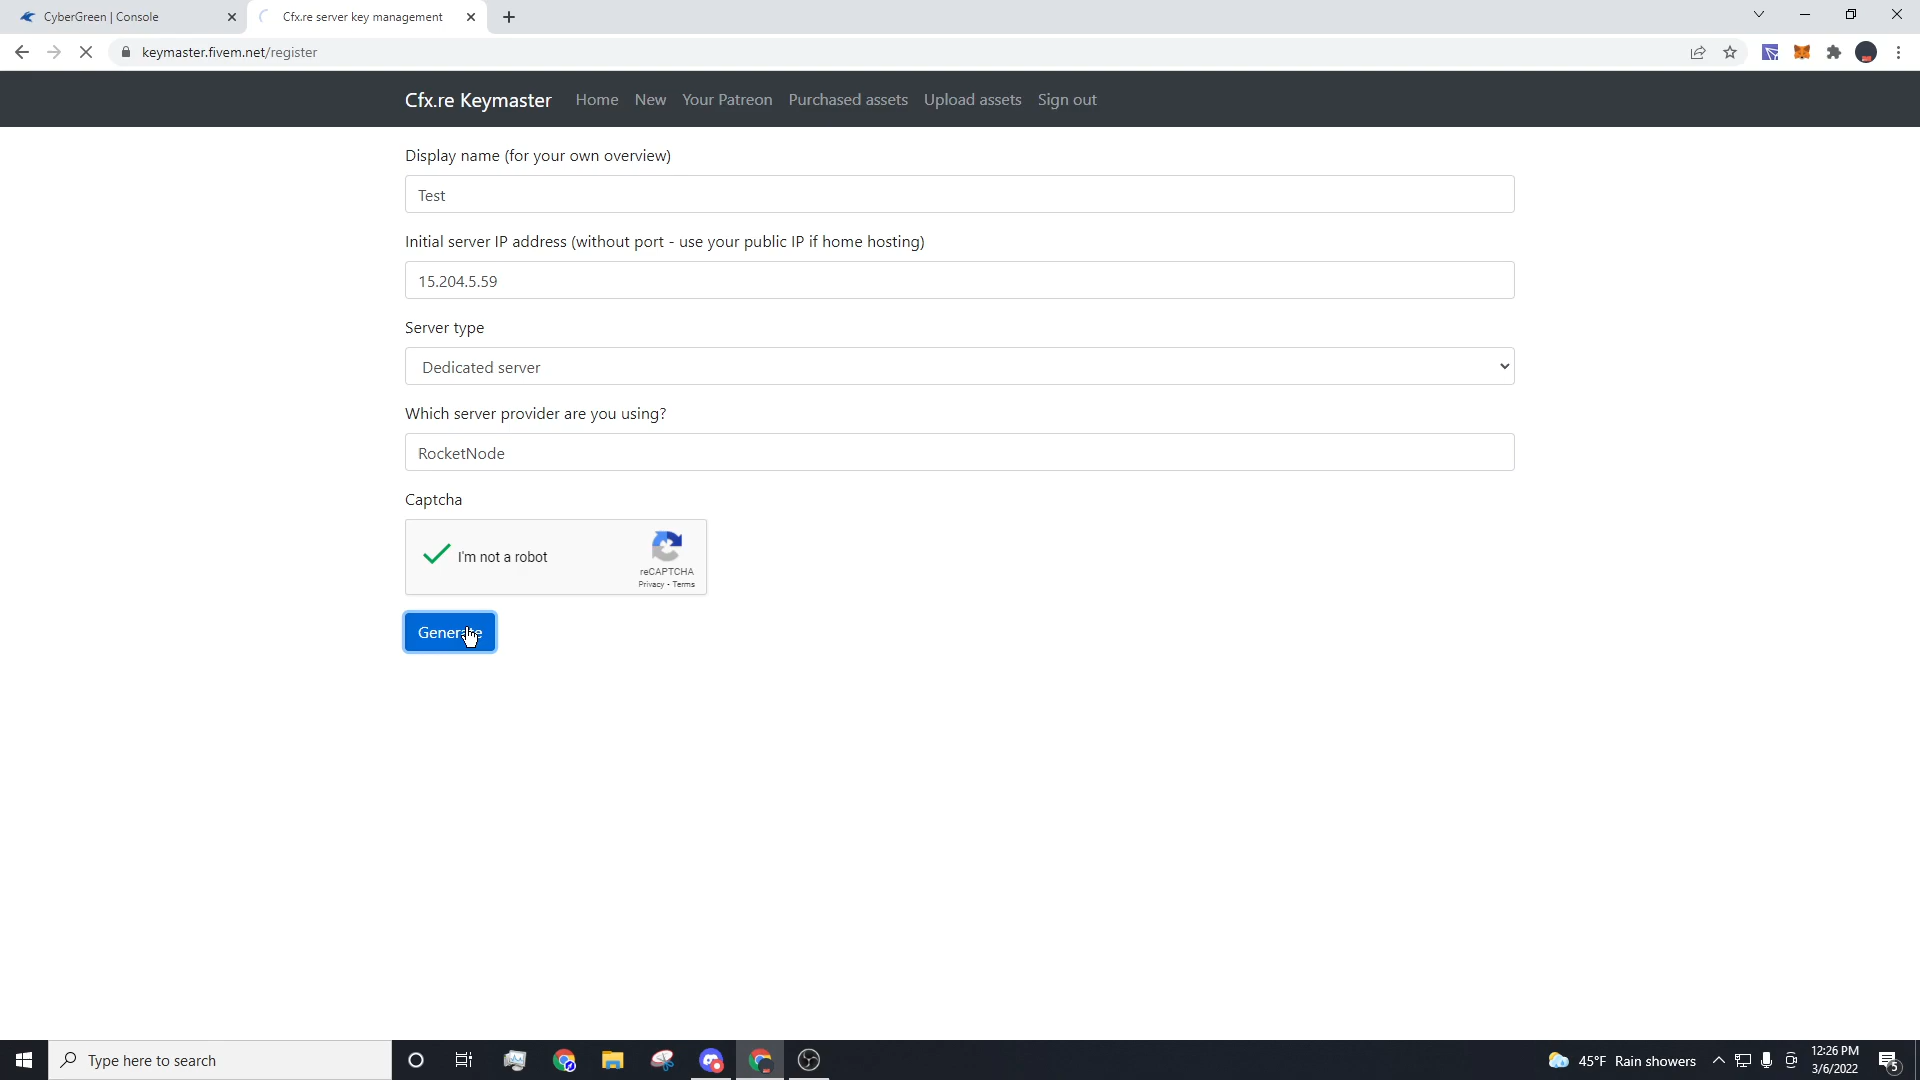 CyberGreen | Console
Cfx.re server key management
keymaster.fivem.net/register
Cfx.re Keymaster Home New Your Patreon Purchased assets Upload assets Sign out
Display name (for your own overview)
Test
Initial server IP address (without port - use your public IP if home hosting)
15.204.5.59
Server type
Dedicated server
Which server provider are you using?
RocketNode
Captcha
I'm not a robot
reCAPTCHA
Privacy - Terms
Generate
Type here to search
45°F Rain showers
12:26 PM
3/6/2022
5